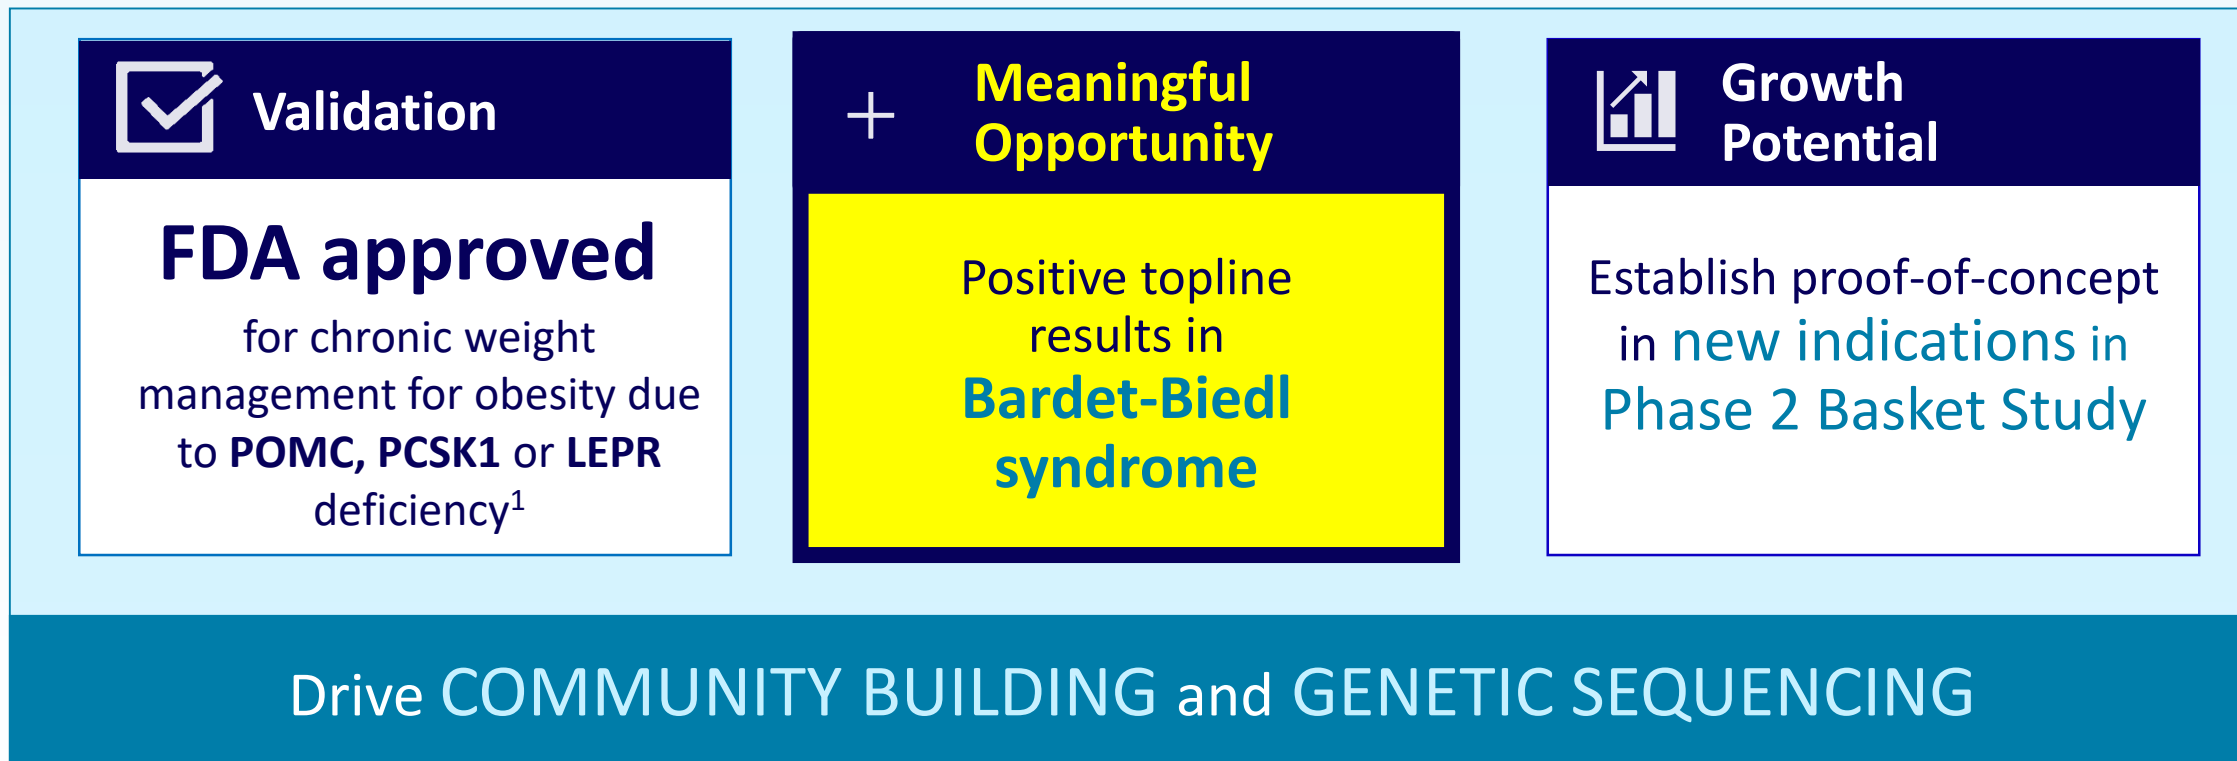 Validation
FDA approved
for chronic weight
management for obesity due
to POMC, PCSK1 or LEPR
deficiency¹
+
Meaningful
Opportunity
Positive topline
results in
Bardet-Biedl
syndrome
Growth
Potential
Establish proof-of-concept
in new indications in
Phase 2 Basket Study
Drive COMMUNITY BUILDING and GENETIC SEQUENCING